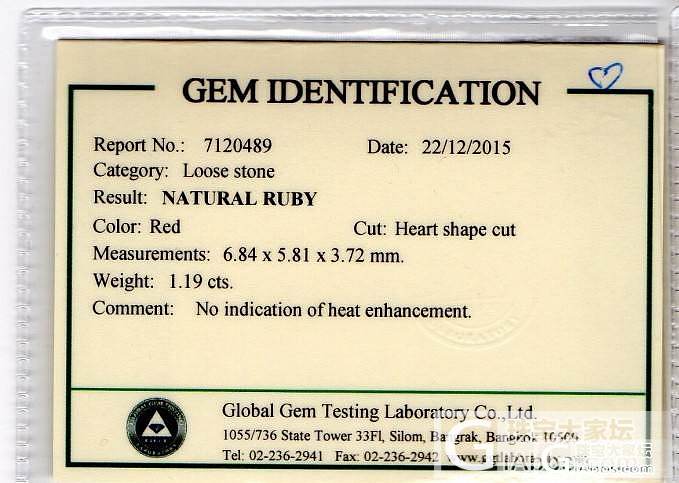 GEM IDENTIFICATION
Report No.: 7120489 Date: 22/12/2015
Category: Loose stone
Result: NATURAL RUBY
Color: Red Cut: Heart shape cut
Measurements: 6.84 x 5.81 x 3.72 mm.
Weight: 1.19 cts.
Comment: No indication of heat enhancement.
Global Gem Testing Laboratory Co.,Ltd.
1055/736 State Tower 33Fl, Silom, Bangrak, Bangkok 10500
Tel: 02-236-2941 Fax: 02-236-2942
珠宝大家坛